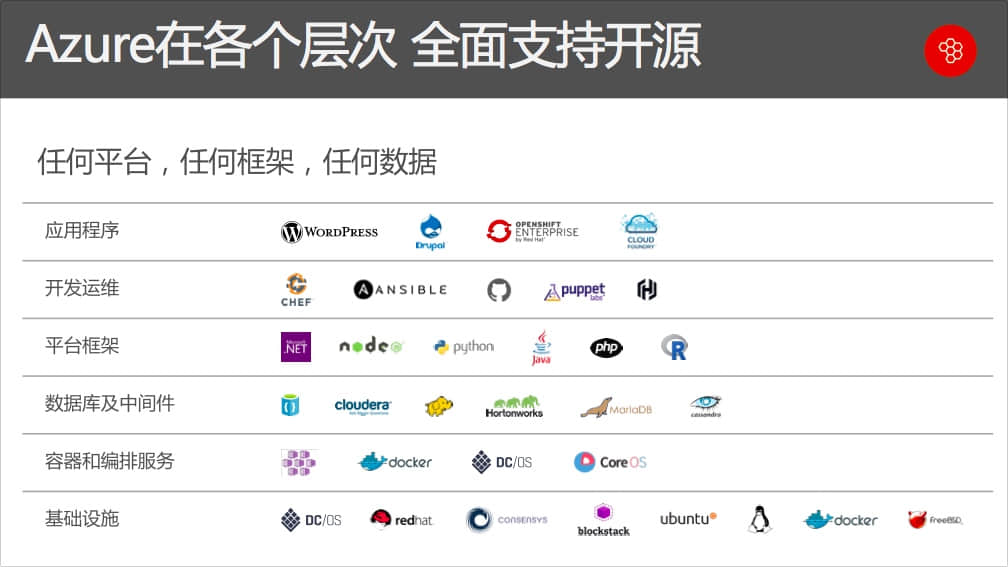 Azure在各个层次 全面支持开源
任何平台，任何框架，任何数据
应用程序
WORDPRESS
Drupal
OPENSHIFT
ENTERPRISE
by Red Hat
CLOUD
FOUNDRY
开发运维
CHEF
ANSIBLE
puppet
labs
平台框架
Microsoft
.NET
node
python
Java
php
R
数据库及中间件
cloudera
Hortonworks
MariaDB
cassandra
容器和编排服务
docker
DC/OS
CoreOS
基础设施
DC/OS
redhat
CONSENSYS
blockstack
ubuntu
docker
FreeBSD